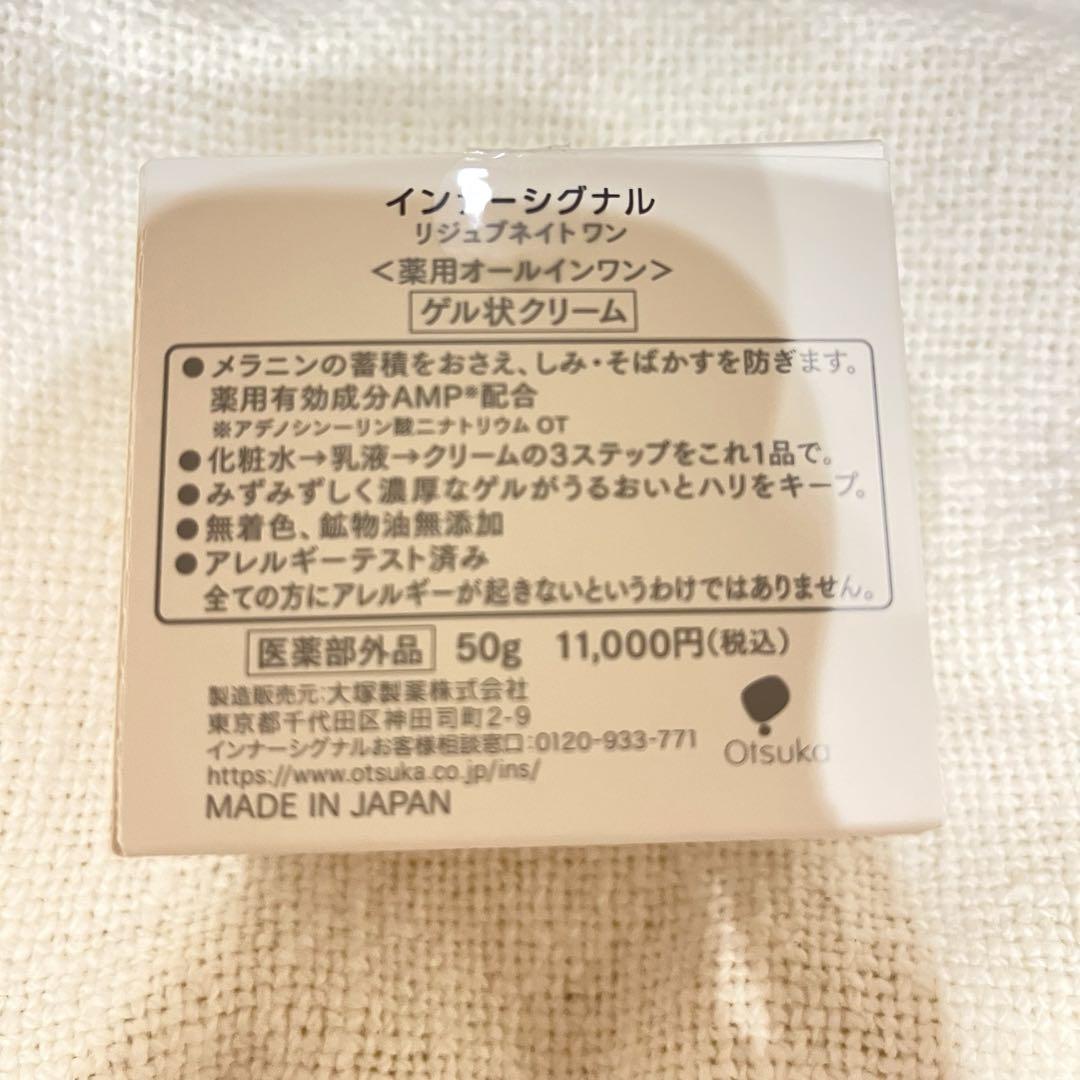 インナーシグナル
リジュブネイト ワン
＜薬用オールインワン＞
ゲル状クリーム
●メラニンの蓄積をおさえ、しみ・そばかすを防ぎます。
薬用有効成分AMP※配合
※アデノシン一リン酸二ナトリウム OT
●化粧水→乳液→クリームの3ステップをこれ1品で。
●みずみずしく濃厚なゲルがうるおいとハリをキープ。
●無着色、鉱物油無添加
●アレルギーテスト済み
全ての方にアレルギーが起きないというわけではありません。
医薬部外品 50g 11,000円(税込)
製造販売元:大塚製薬株式会社
東京都千代田区神田司町2-9
インナーシグナルお客様相談窓口:0120-933-771
https://www.otsuka.co.jp/ins/
MADE IN JAPAN
Otsuka